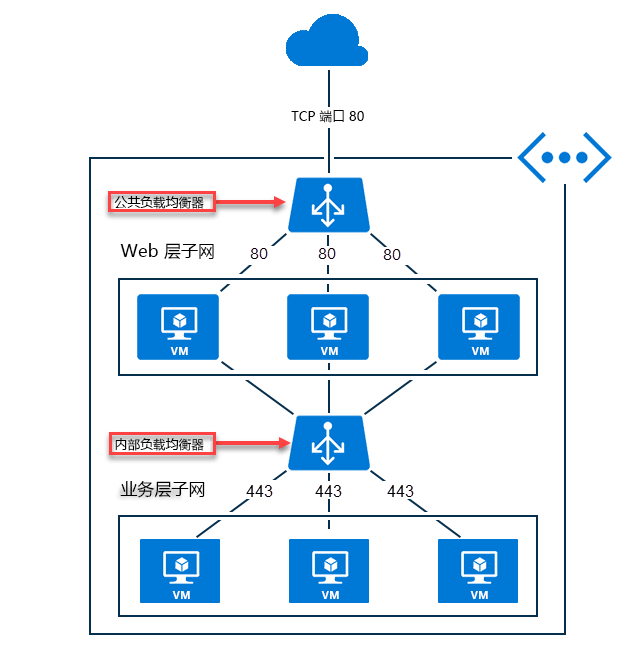 TCP 端口 80
公共负载均衡器
Web 层子网
80 80 80
VM VM VM
内部负载均衡器
业务层子网
443 443 443
VM VM VM